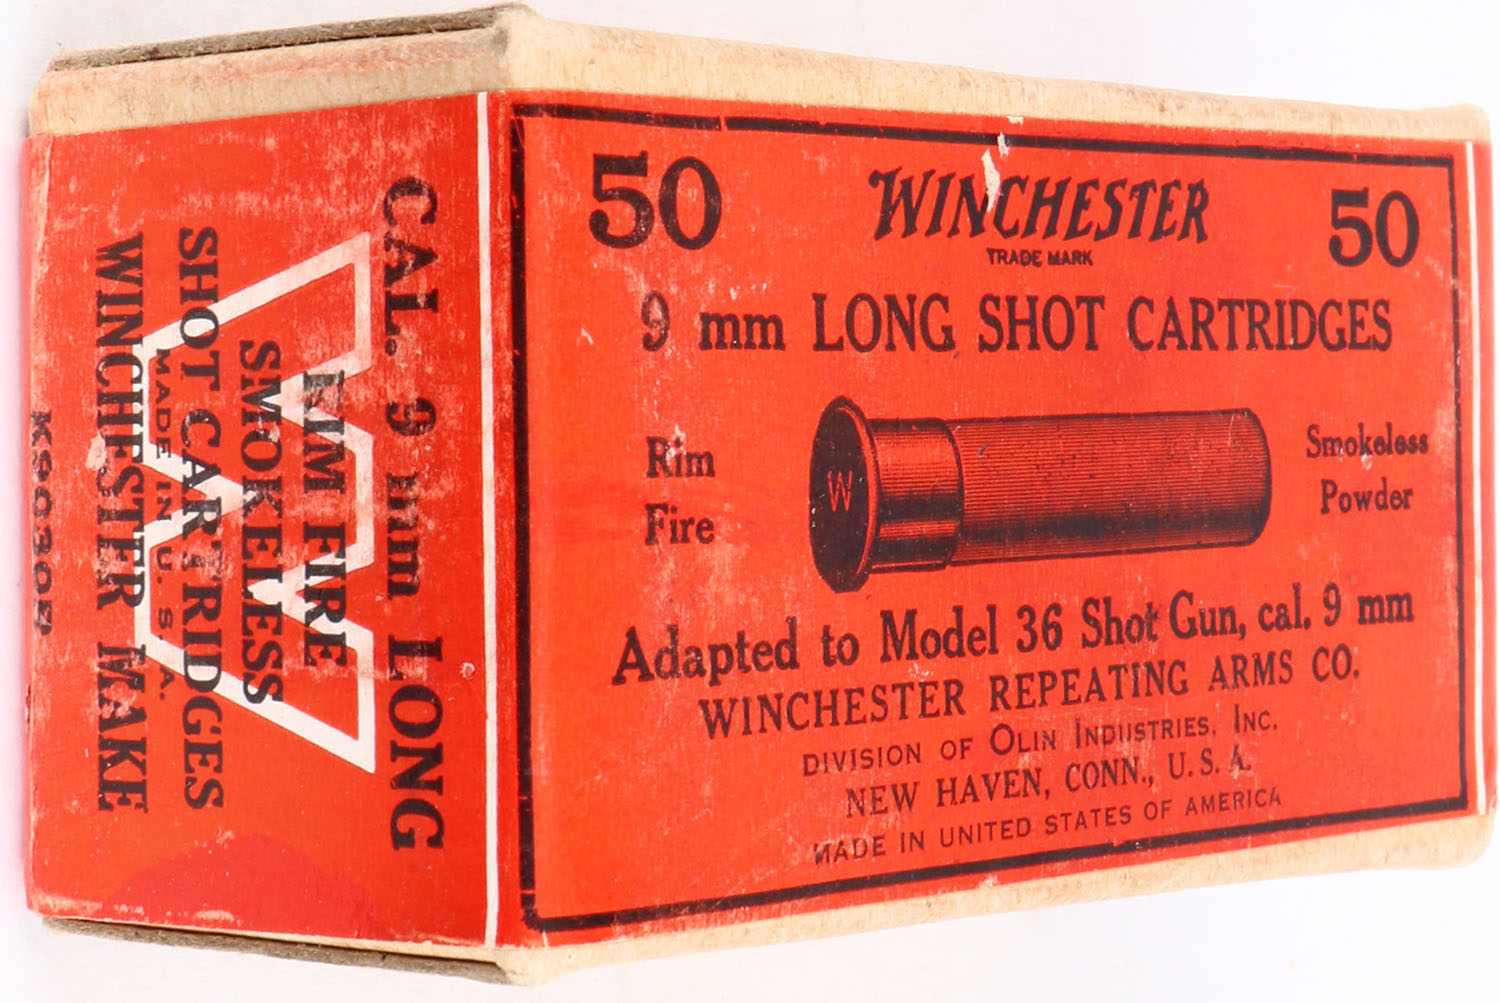 50 WINCHESTER 50
TRADE MARK
9 mm LONG SHOT CARTRIDGES
Rim
Fire
W
Smokeless
Powder
Adapted to Model 36 Shot Gun, cal. 9 mm
WINCHESTER REPEATING ARMS CO.
DIVISION OF OLIN INDUSTRIES, INC.
NEW HAVEN, CONN., U.S.A.
MADE IN UNITED STATES OF AMERICA
CAL. 9 mm LONG
RIM FIRE
SMOKELESS
SHOT CARTRIDGES
MADE IN U.S.A.
WINCHESTER MAKE
W